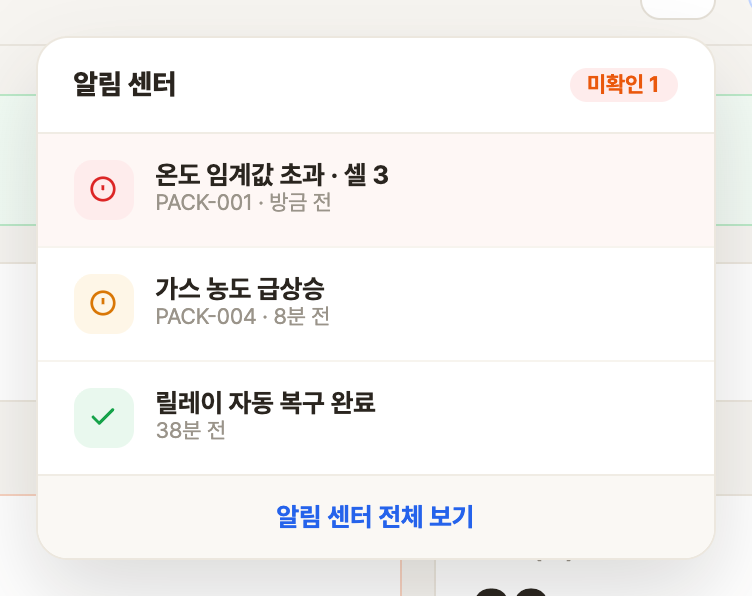 알림 센터
미확인 1
온도 임계값 초과 · 셀 3
PACK-001 · 방금 전
가스 농도 급상승
PACK-004 · 8분 전
릴레이 자동 복구 완료
38분 전
알림 센터 전체 보기